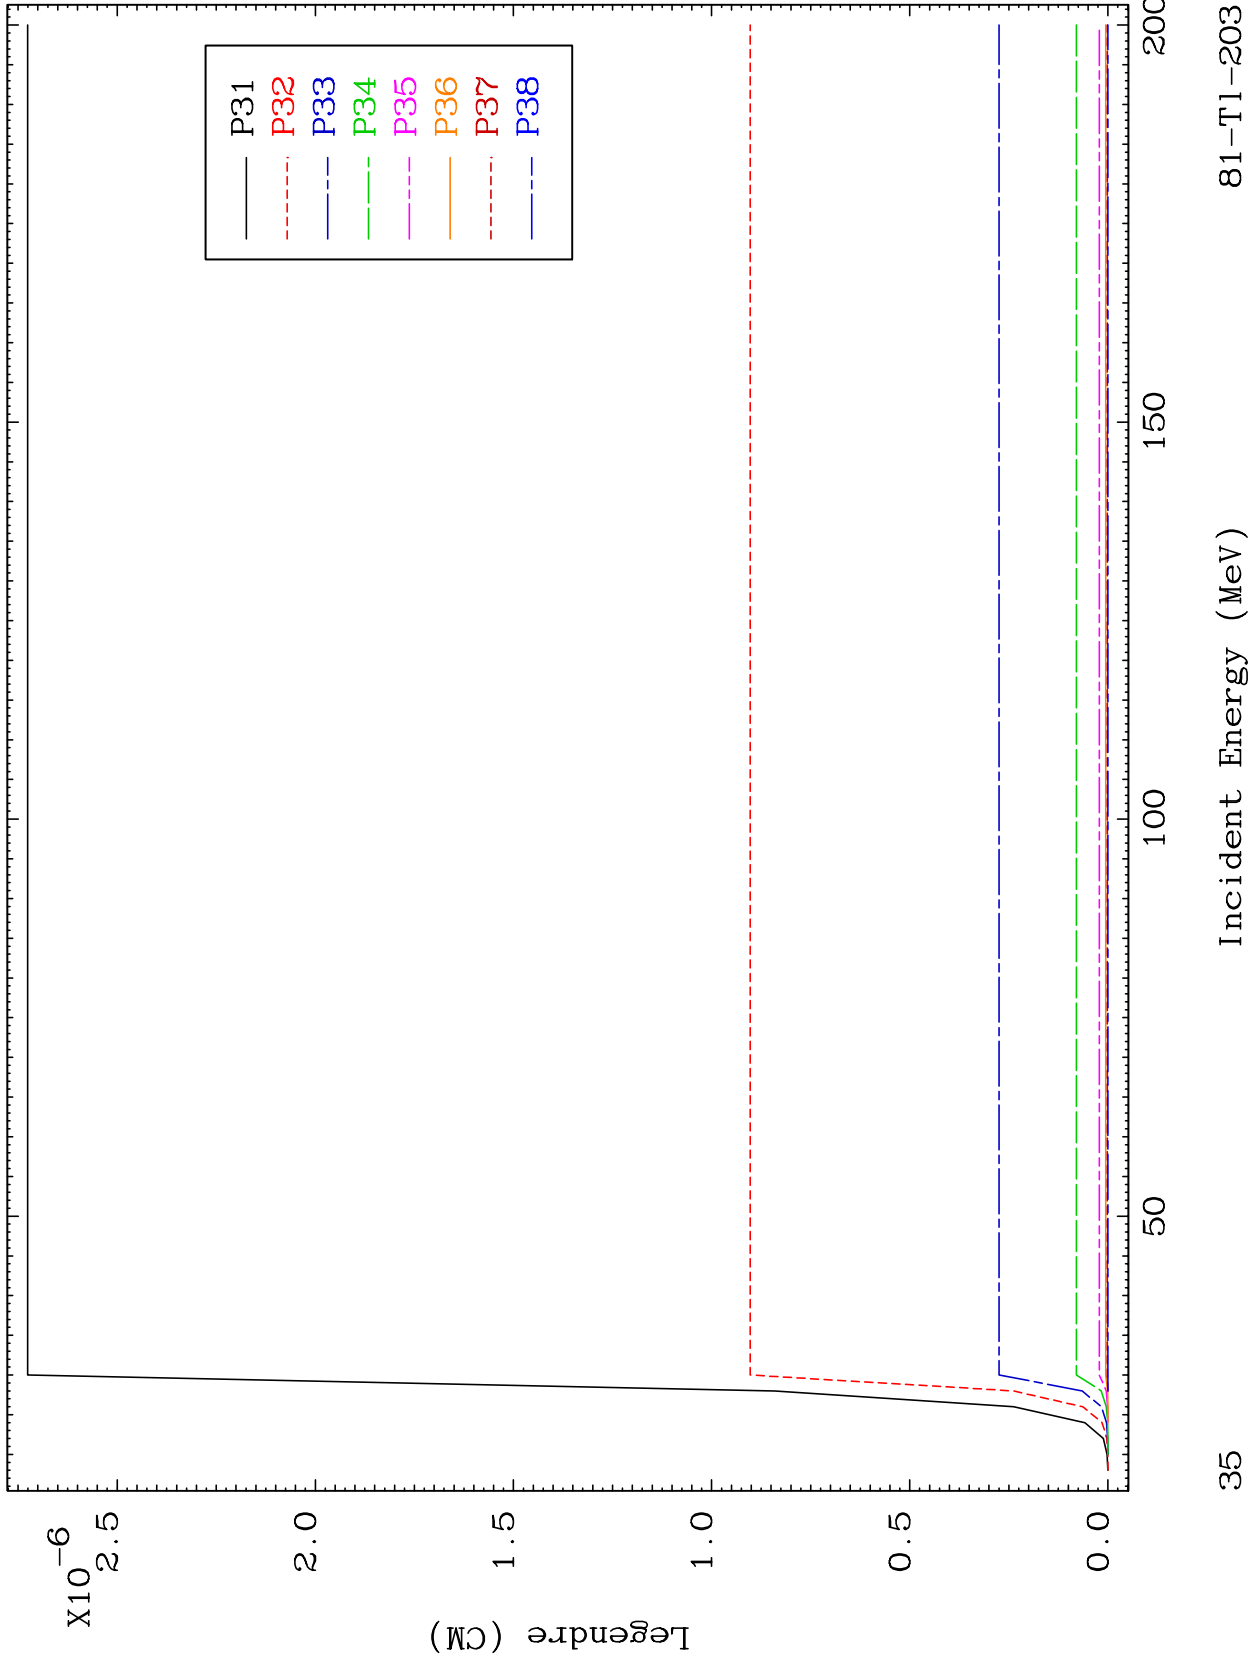 X10-6
2.5
2.0
1.5
1.0
0.5
0.0
Legendre (CM)
P31
P32
P33
P34
P35
P36
P37
P38
50
100
150
200
Incident Energy (MeV)
35
81-Tl-203